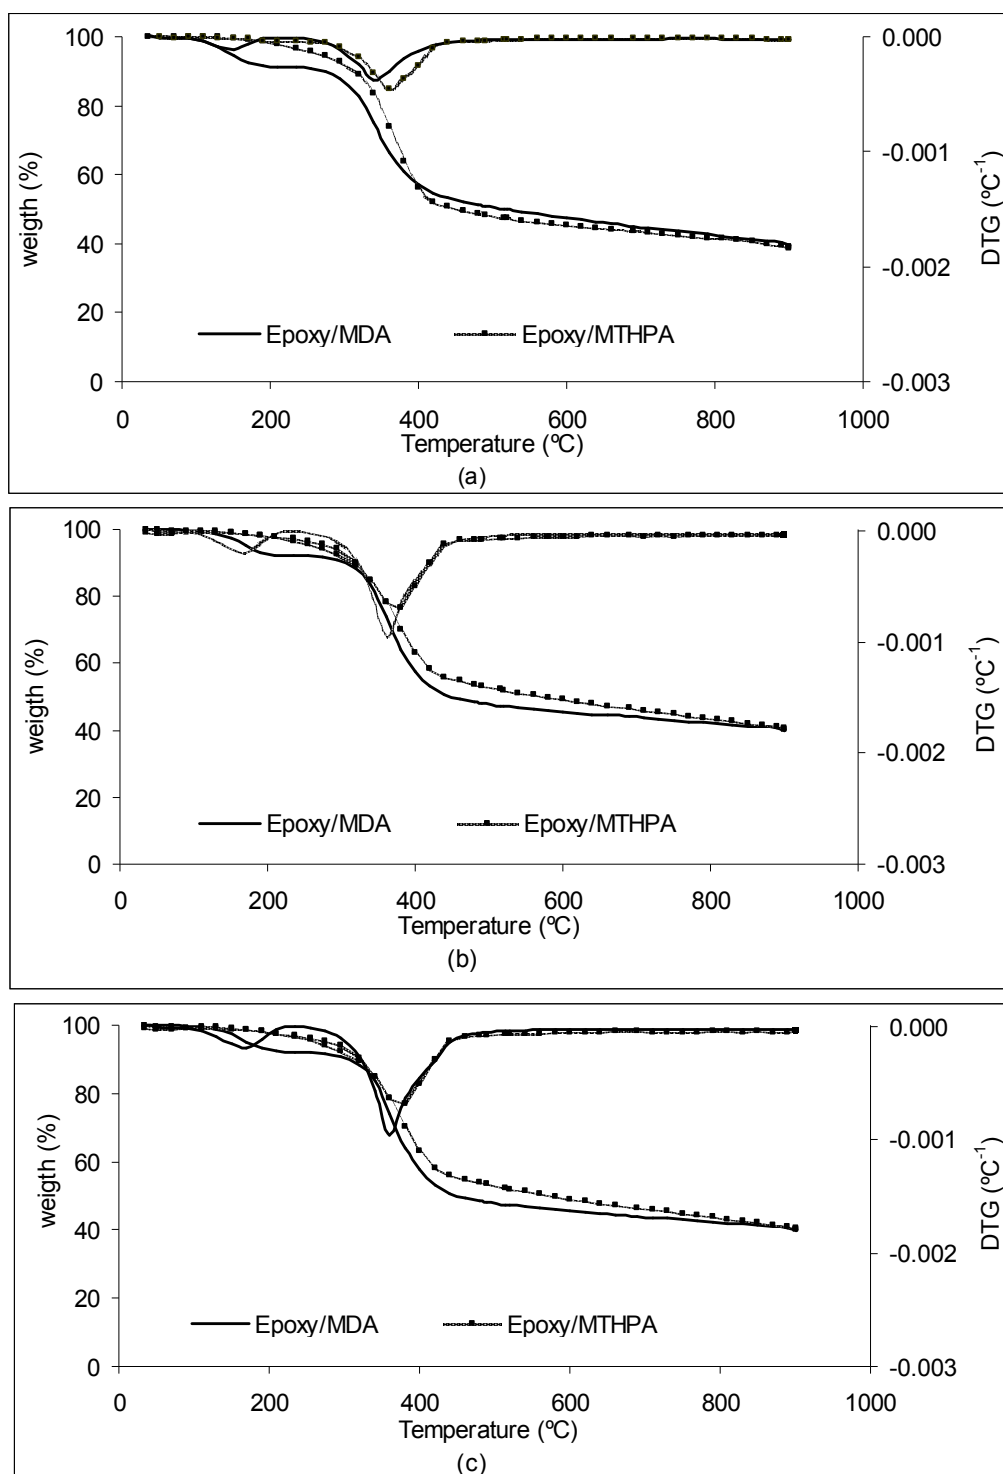 100
80
60
40
20
0
weigth (%)
0.000
-0.001
-0.002
-0.003
DTG (ºC-1)
Epoxy/MDA
Epoxy/MTHPA
0 200 400 600 800 1000
Temperature (ºC)
(a)
100
80
60
40
20
0
weigth (%)
0.000
-0.001
-0.002
-0.003
DTG (ºC-1)
Epoxy/MDA
Epoxy/MTHPA
0 200 400 600 800 1000
Temperature (ºC)
(b)
100
80
60
40
20
0
weigth (%)
0.000
-0.001
-0.002
-0.003
DTG (ºC-1)
Epoxy/MDA
Epoxy/MTHPA
0 200 400 600 800 1000
Temperature (ºC)
(c)